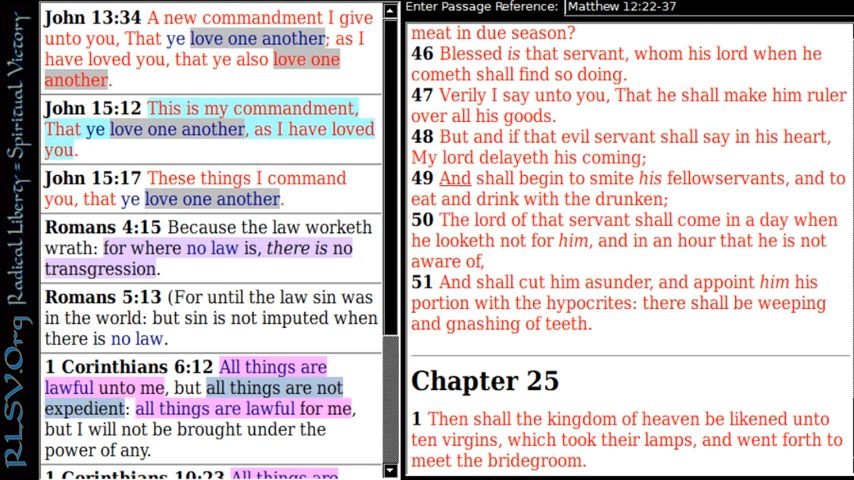 RLSV.Org Radical Liberty = Spiritual Victory
John 13:34 A new commandment I give
unto you, That ye love one another; as I
have loved you, that ye also love one
another.
John 15:12 This is my commandment,
That ye love one another, as I have loved
you.
John 15:17 These things I command
you, that ye love one another.
Romans 4:15 Because the law worketh
wrath: for where no law is, there is no
transgression.
Romans 5:13 (For until the law sin was
in the world: but sin is not imputed when
there is no law.
1 Corinthians 6:12 All things are
lawful unto me, but all things are not
expedient: all things are lawful for me,
but I will not be brought under the
power of any.
1 Corinthians 10:23 All things are
Enter Passage Reference: Matthew 12:22-37
meat in due season?
46 Blessed is that servant, whom his lord when he
cometh shall find so doing.
47 Verily I say unto you, That he shall make him ruler
over all his goods.
48 But and if that evil servant shall say in his heart,
My lord delayeth his coming;
49 And shall begin to smite his fellowservants, and to
eat and drink with the drunken;
50 The lord of that servant shall come in a day when
he looketh not for him, and in an hour that he is not
aware of,
51 And shall cut him asunder, and appoint him his
portion with the hypocrites: there shall be weeping
and gnashing of teeth.
Chapter 25
1 Then shall the kingdom of heaven be likened unto
ten virgins, which took their lamps, and went forth to
meet the bridegroom.